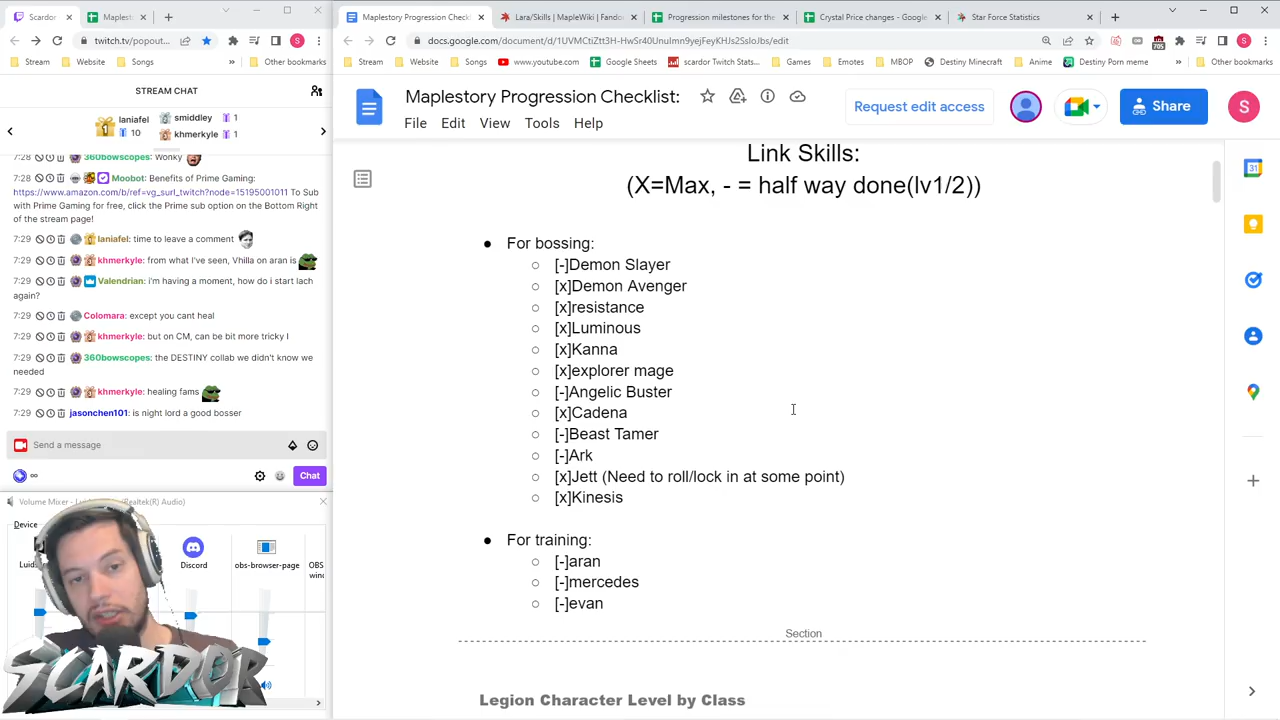 Scardor
Maplest
Maplestory Progression Checkli
Lara/Skills | MapleWiki | Fandom
Progression milestones for the
Crystal Price changes - Google
Star Force Statistics
twitch.tv/popout...
docs.google.com/document/d/1UVMCtiZtt3H-HwSr40Unulmn9yejFeyKHJs2SsloJbs/edit
Stream
Website
Songs
Other bookmarks
Stream
Website
Songs
www.youtube.com
Google Sheets
scardor Twitch Stats...
Games
Emotes
MBOP
Destiny Minecraft
Anime
Destiny Porn meme
Other bookmarks
STREAM CHAT
laniafel
10
smiddley 1
khmerkyle 1
7:28 360bowscopes: Wonky
7:28 Moobot: Benefits of Prime Gaming:
https://www.amazon.com/b/ref=vg_surl_twitch?node=15195001011 To Sub
with Prime Gaming for free, click the Prime sub option on the Bottom Right
of the stream page!
7:29 laniafel: time to leave a comment
7:29 khmerkyle: from what I've seen, Vhilla on aran is
7:29 Valendrian: i'm having a moment, how do i start lach
again?
7:29 Colomara: except you cant heal
7:29 khmerkyle: but on CM, can be bit more tricky I
7:29 360bowscopes: the DESTINY collab we didn't know we
needed
7:29 khmerkyle: healing fams
7:29 jasonchen101: is night lord a good bosser
Send a message
∞
Chat
Device
Discord
obs-browser-page
OBS
SCARDOR
Maplestory Progression Checklist:
File Edit View Tools Help
Request edit access
Share
S
Link Skills:
(X=Max, - = half way done(lv1/2))
● For bossing:
○ [-]Demon Slayer
○ [x]Demon Avenger
○ [x]resistance
○ [x]Luminous
○ [x]Kanna
○ [x]explorer mage
○ [-]Angelic Buster
○ [x]Cadena
○ [-]Beast Tamer
○ [-]Ark
○ [x]Jett (Need to roll/lock in at some point)
○ [x]Kinesis
● For training:
○ [-]aran
○ [-]mercedes
○ [-]evan
Section
Legion Character Level by Class